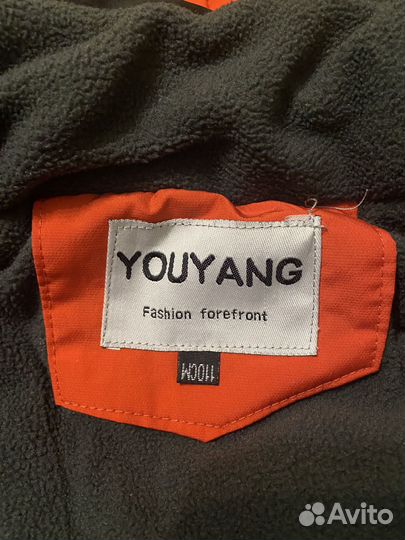 YOUYANG
Fashion forefront
110CM
Avito